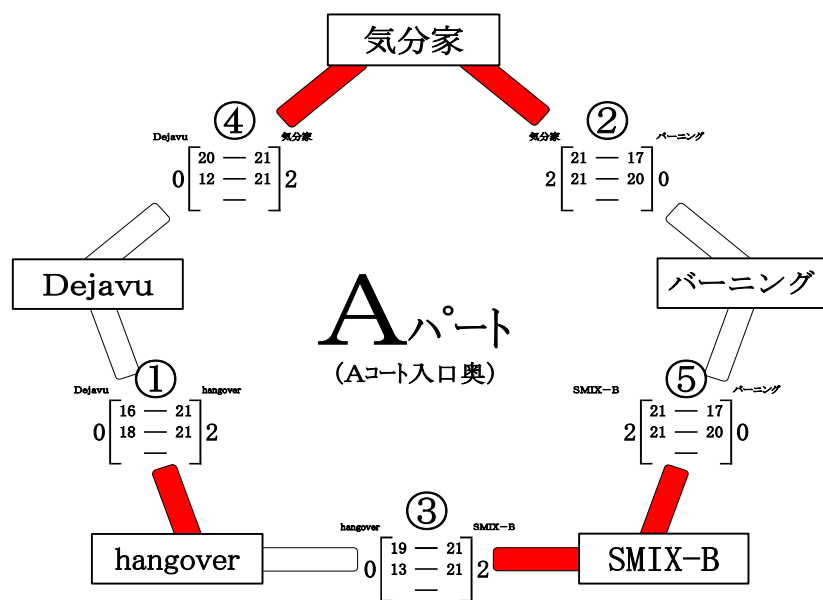 気分家
④
②
Dejavu 気分家
20 — 21
0 12 — 21 2
—
気分家 バーニング
21 — 17
2 21 — 20 0
—
Dejavu
バーニング
Aパート
(Aコート入口奥)
①
⑤
Dejavu hangover
16 — 21
0 18 — 21 2
—
SMIX-B バーニング
21 — 17
2 21 — 20 0
—
③
hangover SMIX-B
19 — 21
0 13 — 21 2
—
hangover
SMIX-B